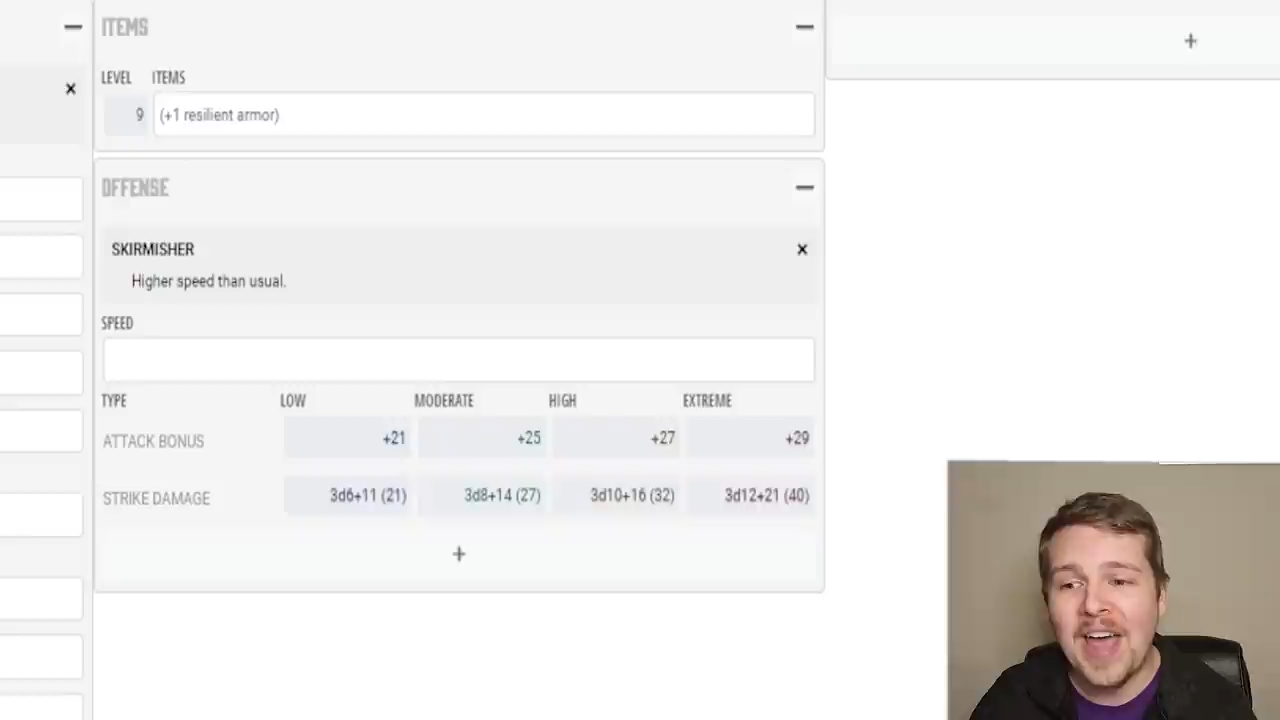 ITEMS
LEVEL ITEMS
9 (+1 resilient armor)
OFFENSE
SKIRMISHER
Higher speed than usual.
SPEED
TYPE LOW MODERATE HIGH EXTREME
ATTACK BONUS +21 +25 +27 +29
STRIKE DAMAGE 3d6+11 (21) 3d8+14 (27) 3d10+16 (32) 3d12+21 (40)